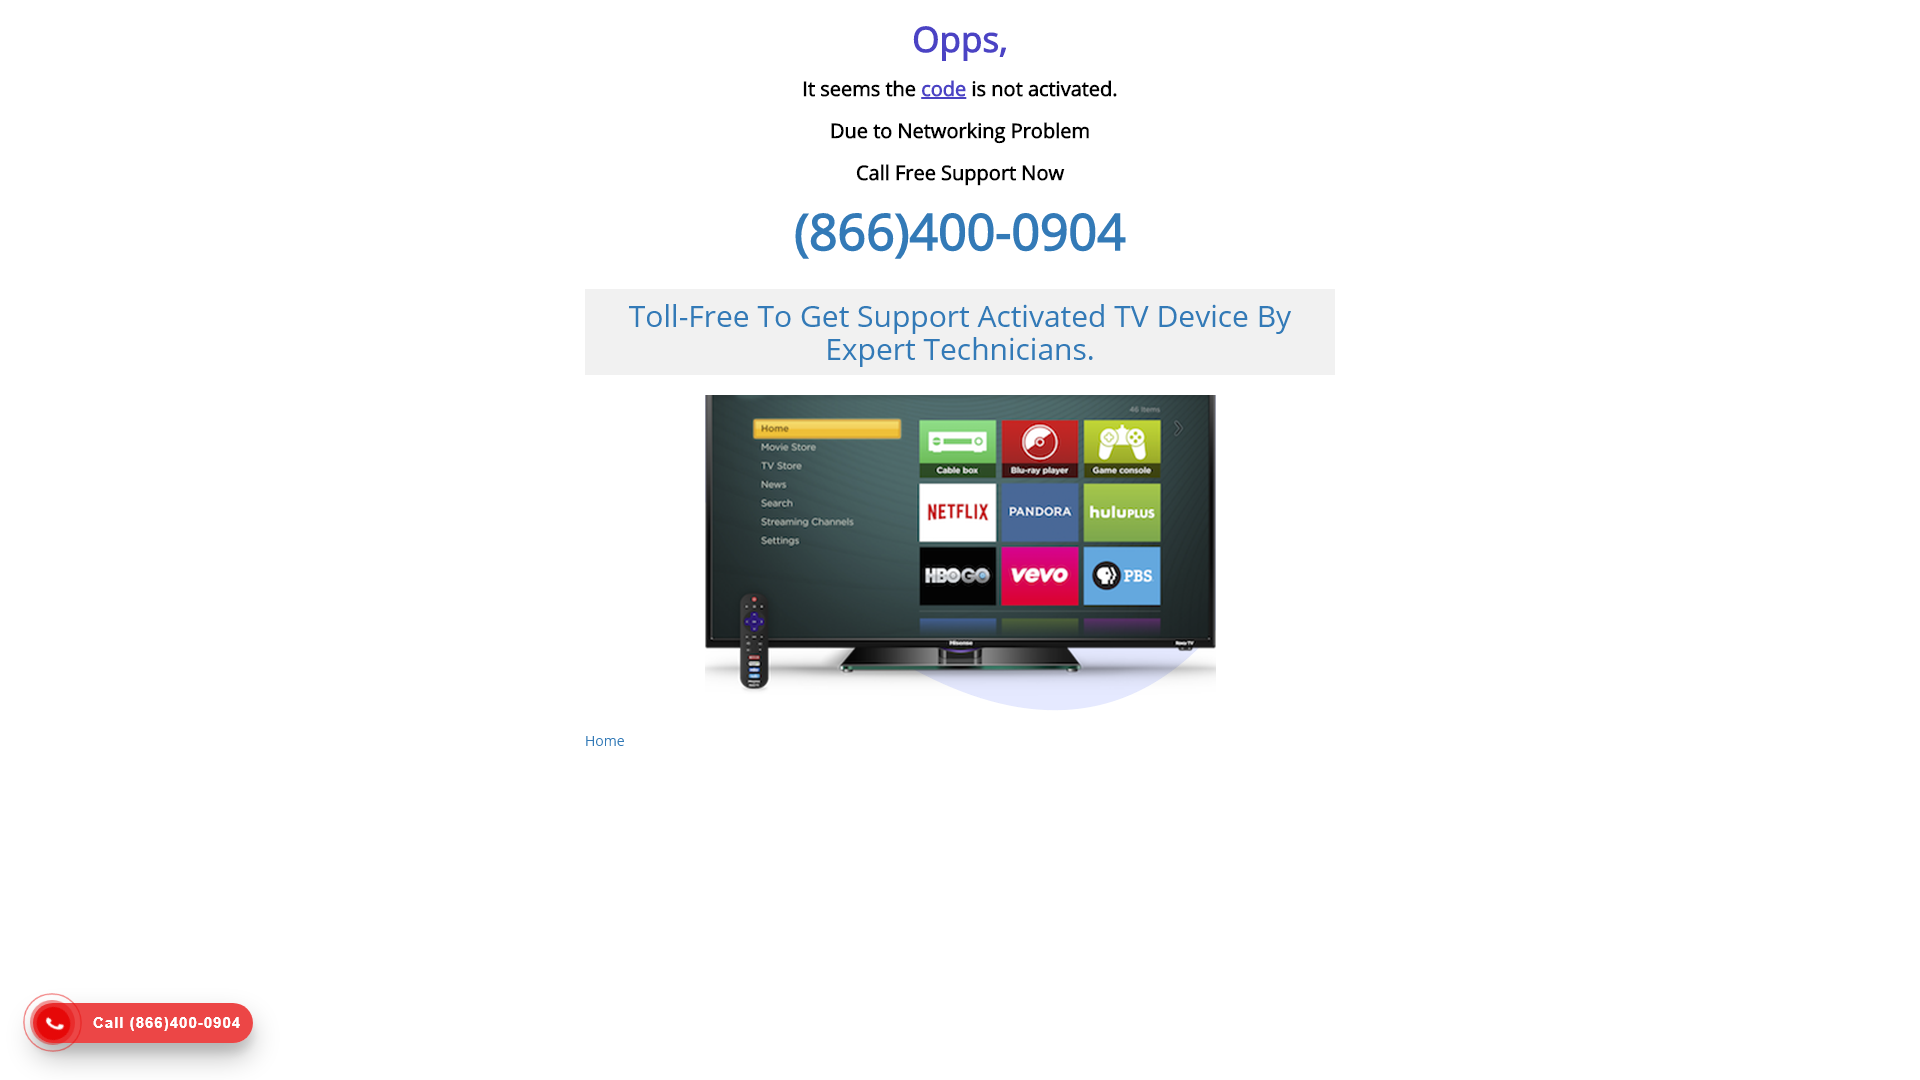 Opps,
It seems the code is not activated.
Due to Networking Problem
Call Free Support Now
(866)400-0904
Toll-Free To Get Support Activated TV Device By
Expert Technicians.
46 Items
Home
Movie Store
TV Store
News
Search
Streaming Channels
Settings
Cable box
Blu-ray player
Game console
NETFLIX
PANDORA
huluPLUS
HBO GO
vevo
PBS
Hisense
Roku TV
Home
Call (866)400-0904